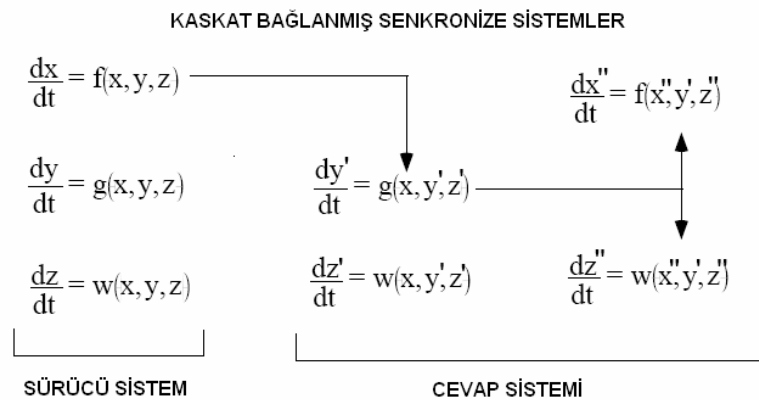 KASKAT BAĞLANMIŞ SENKRONİZE SİSTEMLER
dx/dt = f(x,y,z)
dx"/dt = f(x",y',z")
dy/dt = g(x,y,z)
dy'/dt = g(x,y',z')
dz/dt = w(x,y,z)
dz'/dt = w(x,y',z')
dz"/dt = w(x",y',z")
SÜRÜCÜ SİSTEM
CEVAP SİSTEMİ